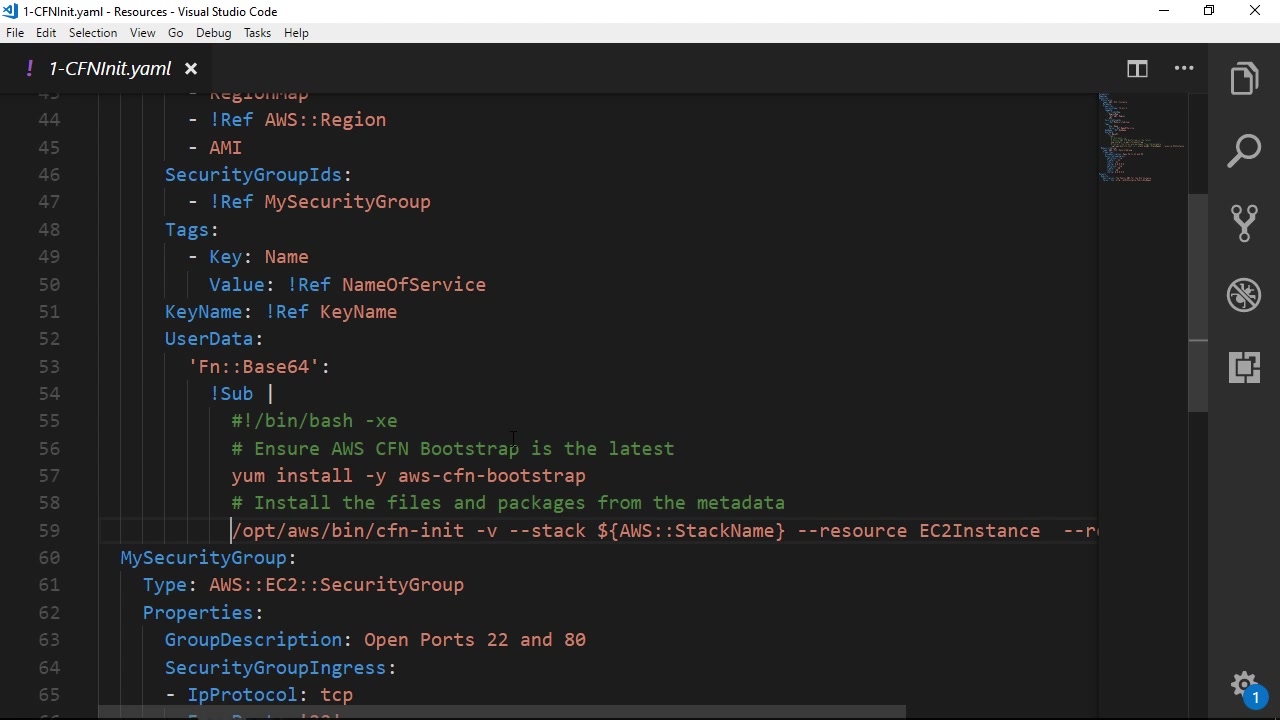 1-CFNInit.yaml - Resources - Visual Studio Code
File Edit Selection View Go Debug Tasks Help
! 1-CFNInit.yaml
43 - RegionMap
44 - !Ref AWS::Region
45 - AMI
46 SecurityGroupIds:
47 - !Ref MySecurityGroup
48 Tags:
49 - Key: Name
50 Value: !Ref NameOfService
51 KeyName: !Ref KeyName
52 UserData:
53 'Fn::Base64':
54 !Sub |
55 #!/bin/bash -xe
56 # Ensure AWS CFN Bootstrap is the latest
57 yum install -y aws-cfn-bootstrap
58 # Install the files and packages from the metadata
59 /opt/aws/bin/cfn-init -v --stack ${AWS::StackName} --resource EC2Instance
60 MySecurityGroup:
61 Type: AWS::EC2::SecurityGroup
62 Properties:
63 GroupDescription: Open Ports 22 and 80
64 SecurityGroupIngress:
65 - IpProtocol: tcp
1